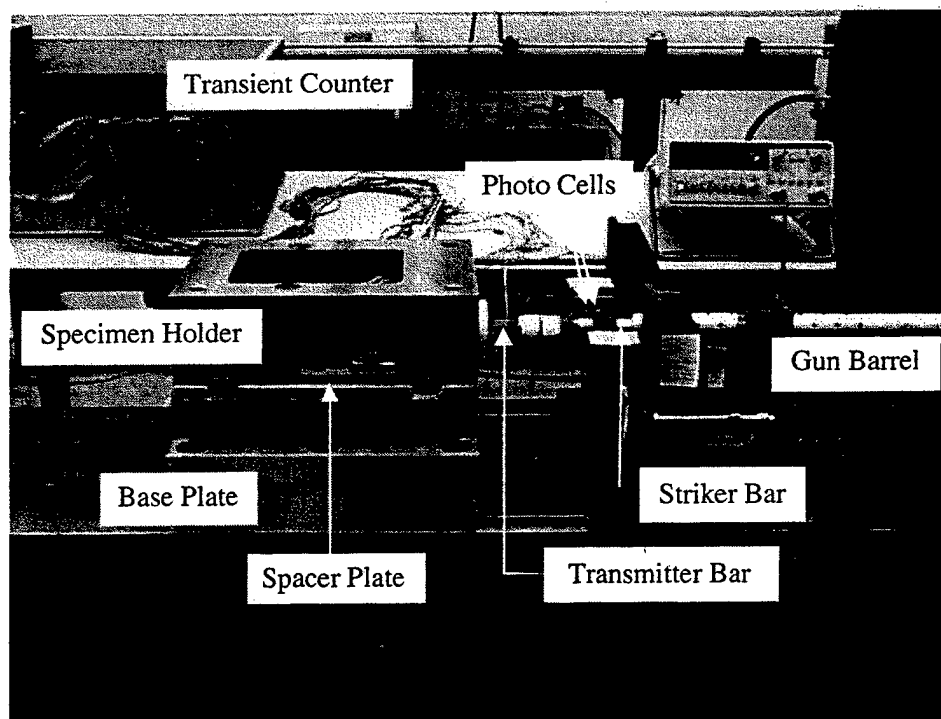 Transient Counter
Photo Cells
Specimen Holder
Gun Barrel
Base Plate
Striker Bar
Spacer Plate
Transmitter Bar